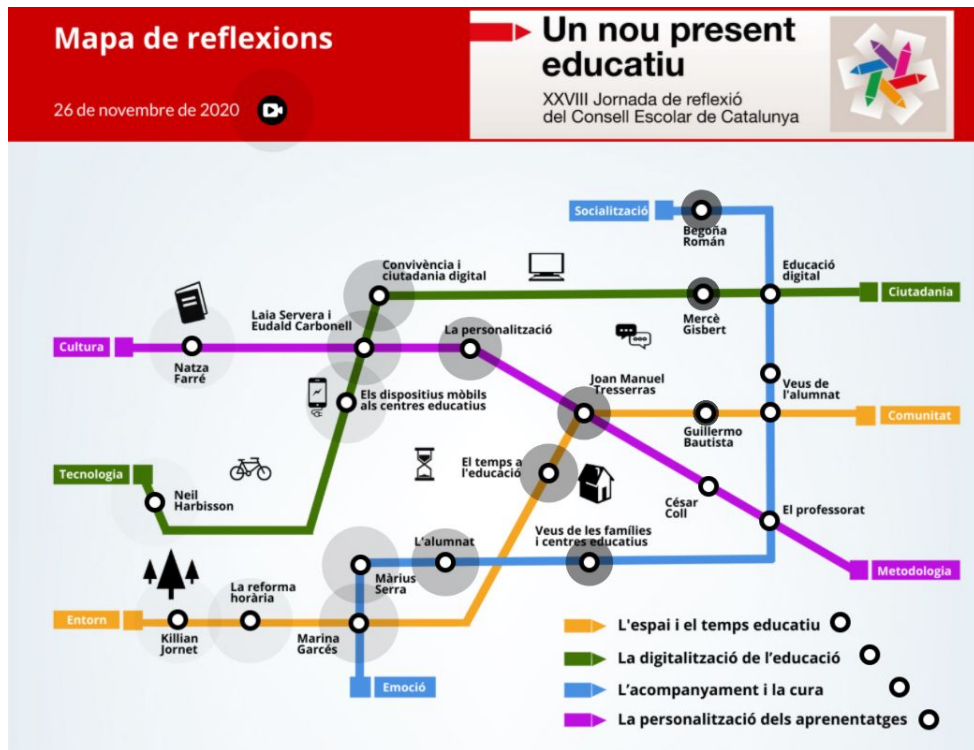 Mapa de reflexions
26 de novembre de 2020
Un nou present
educatiu
XXVIII Jornada de reflexió
del Consell Escolar de Catalunya
Socialització
Begoña
Román
Convivència i
ciutadania digital
Educació
digital
Ciutadania
Laia Servera i
Eudald Carbonell
La personalització
Mercè
Gisbert
Cultura
Natza
Farré
Joan Manuel
Tresserras
Veus de
l'alumnat
Els dispositius mòbils
als centres educatius
Guillermo
Bautista
Comunitat
Tecnologia
El temps a
l'educació
Neil
Harbisson
César
Coll
El professorat
Veus de les famílies
i centres educatius
L'alumnat
Màrius
Serra
Metodologia
La reforma
horària
Entorn
Killian
Jornet
Marina
Garcés
Emoció
L'espai i el temps educatiu
La digitalització de l'educació
L'acompanyament i la cura
La personalització dels aprenentatges